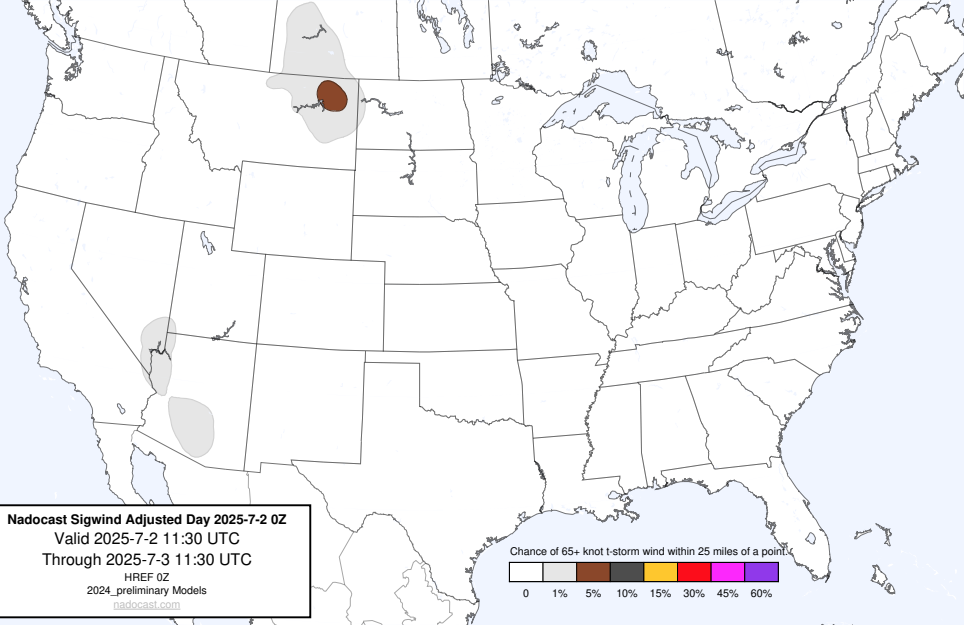 Nadocast Sigwind Adjusted Day 2025-7-2 0Z
Valid 2025-7-2 11:30 UTC
Through 2025-7-3 11:30 UTC
HREF 0Z
2024_preliminary Models
nadocast.com
Chance of 65+ knot t-storm wind within 25 miles of a point.
0 1% 5% 10% 15% 30% 45% 60%